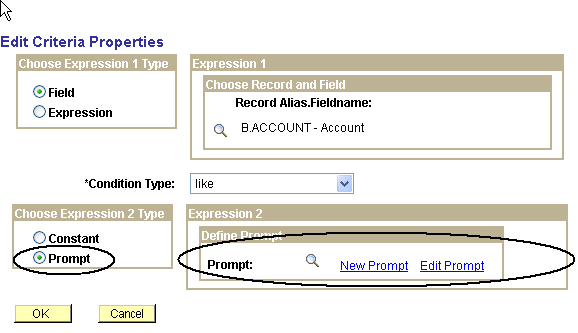 Edit Criteria Properties
Choose Expression 1 Type
Field
Expression
Expression 1
Choose Record and Field
Record Alias.Fieldname:
B.ACCOUNT - Account
*Condition Type: like
Choose Expression 2 Type
Constant
Prompt
Expression 2
Define Prompt
Prompt: New Prompt Edit Prompt
OK Cancel